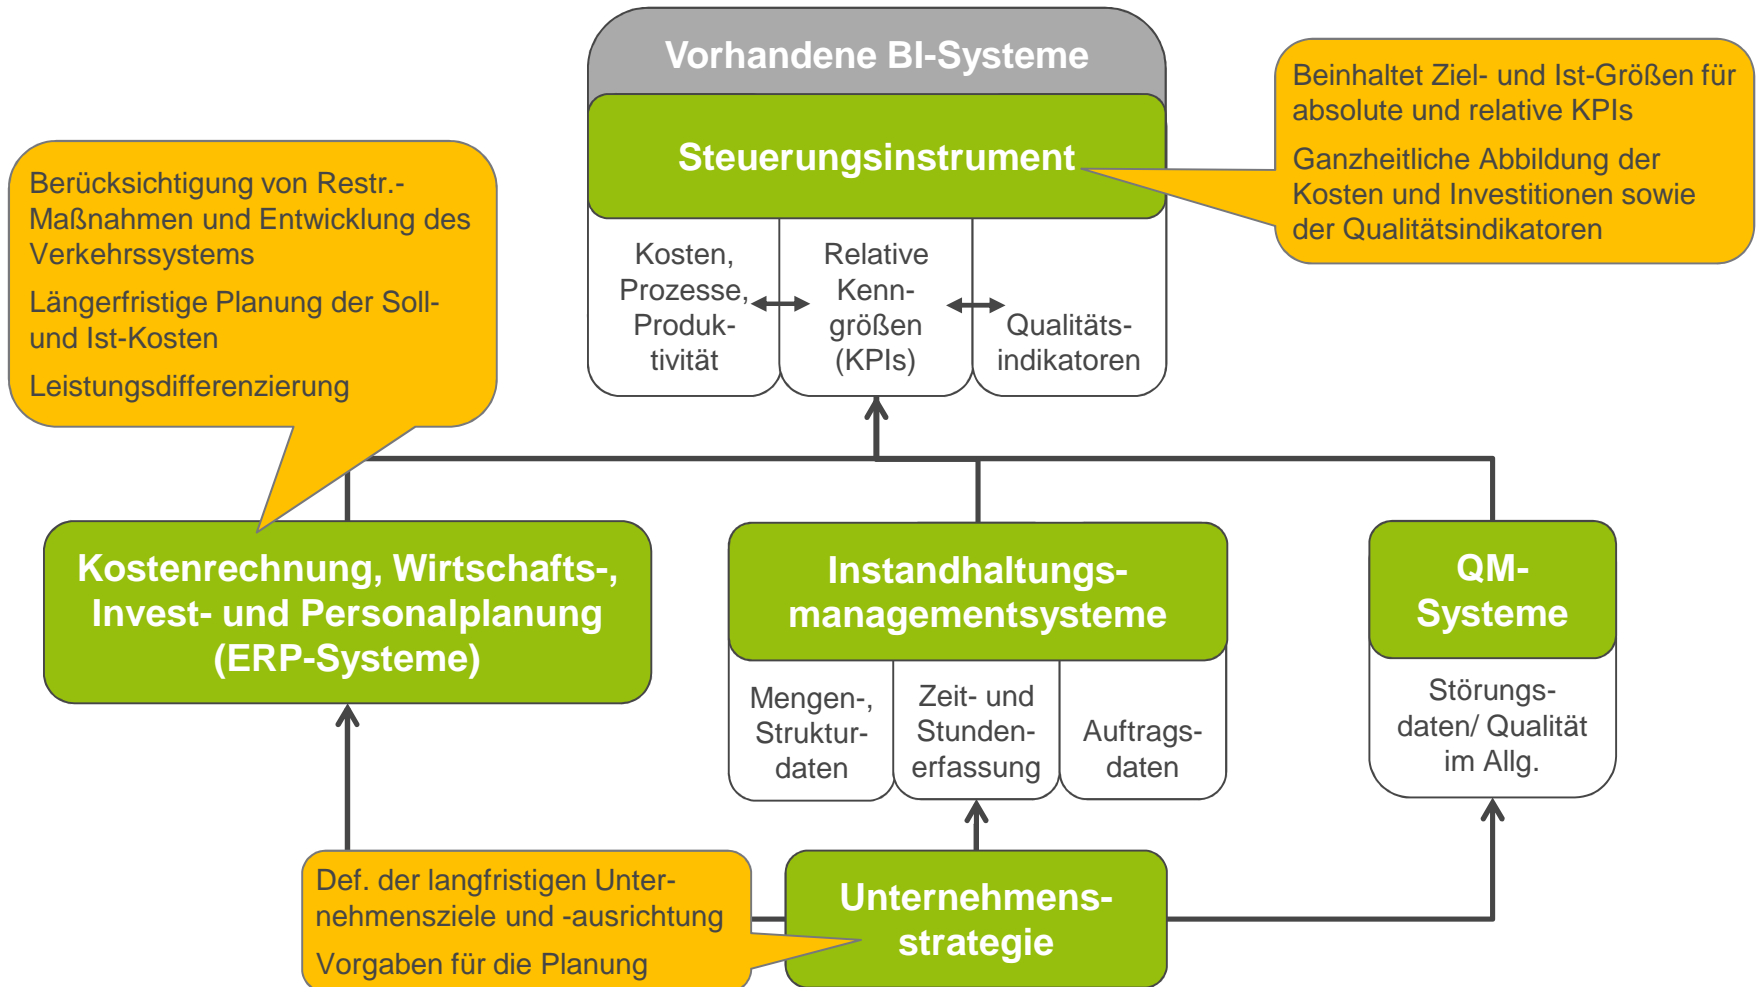 Vorhandene BI-Systeme
Steuerungsinstrument
Kosten,
Prozesse,
Produk-
tivität
Relative
Kenn-
größen
(KPIs)
Qualitäts-
indikatoren
Beinhaltet Ziel- und Ist-Größen für
absolute und relative KPIs
Ganzheitliche Abbildung der
Kosten und Investitionen sowie
der Qualitätsindikatoren
Berücksichtigung von Restr.-
Maßnahmen und Entwicklung des
Verkehrssystems
Längerfristige Planung der Soll-
und Ist-Kosten
Leistungsdifferenzierung
Kostenrechnung, Wirtschafts-,
Invest- und Personalplanung
(ERP-Systeme)
Instandhaltungs-
managementsysteme
Mengen-,
Struktur-
daten
Zeit- und
Stunden-
erfassung
Auftrags-
daten
QM-
Systeme
Störungs-
daten/ Qualität
im Allg.
Def. der langfristigen Unter-
nehmensziele und -ausrichtung
Vorgaben für die Planung
Unternehmens-
strategie